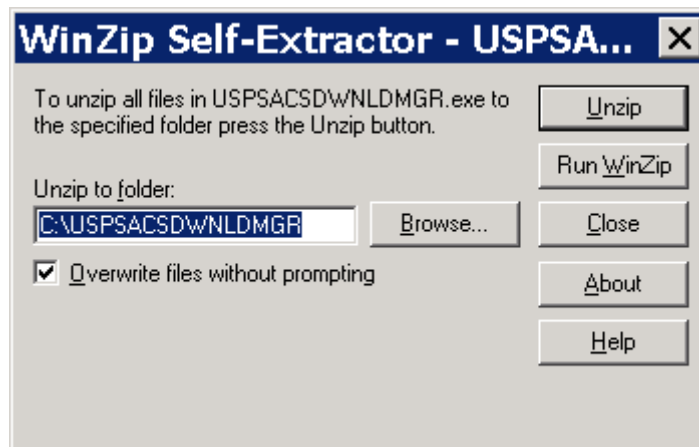 WinZip Self-Extractor - USPSA...
To unzip all files in USPSACSDWNLDMGR.exe to
the specified folder press the Unzip button.
Unzip
Run WinZip
Unzip to folder:
C:\USPSACSDWNLDMGR
Browse...
Close
Overwrite files without prompting
About
Help